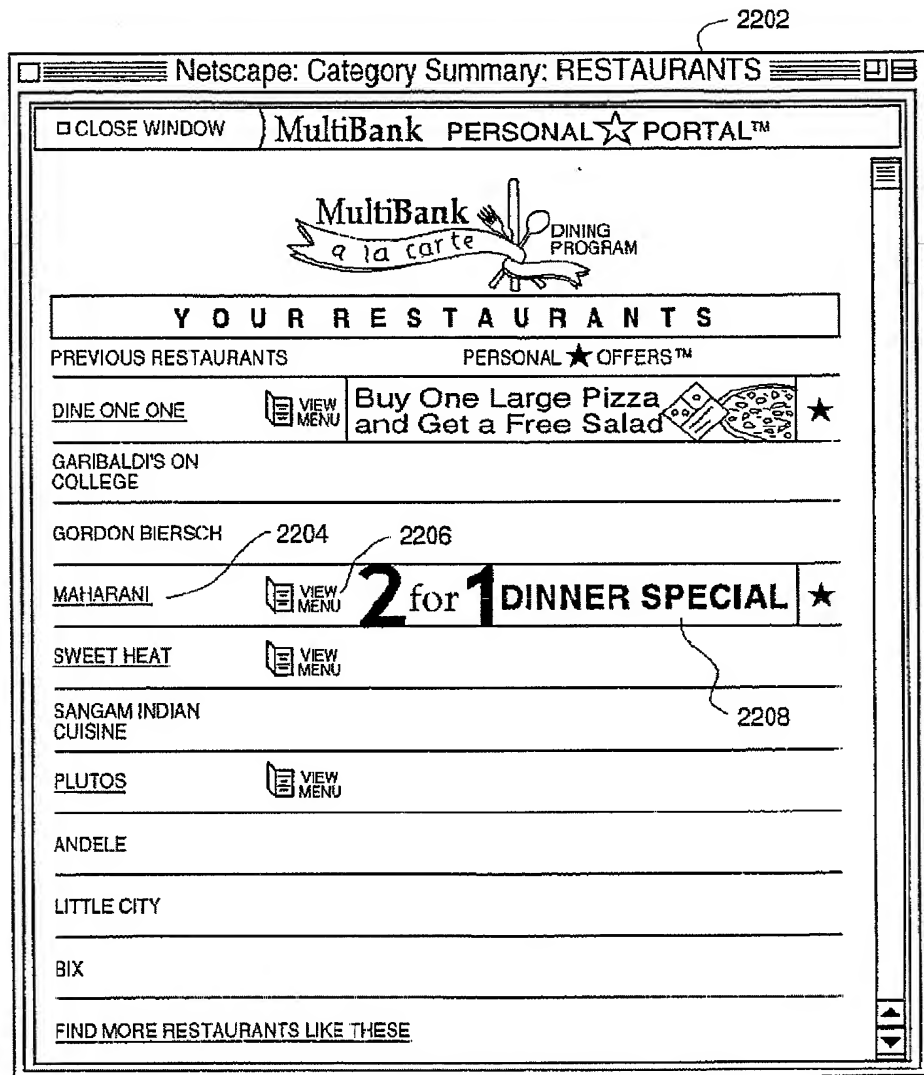 2202
Netscape: Category Summary: RESTAURANTS
CLOSE WINDOW MultiBank PERSONAL PORTAL™
MultiBank
a la carte
DINING
PROGRAM
YOUR RESTAURANTS
PREVIOUS RESTAURANTS PERSONAL ★ OFFERS™
DINE ONE ONE VIEW MENU Buy One Large Pizza
and Get a Free Salad
GARIBALDI'S ON
COLLEGE
GORDON BIERSCH 2204 2206
MAHARANI VIEW MENU 2 for 1 DINNER SPECIAL
SWEET HEAT VIEW MENU
2208
SANGAM INDIAN
CUISINE
PLUTOS VIEW MENU
ANDELE
LITTLE CITY
BIX
FIND MORE RESTAURANTS LIKE THESE